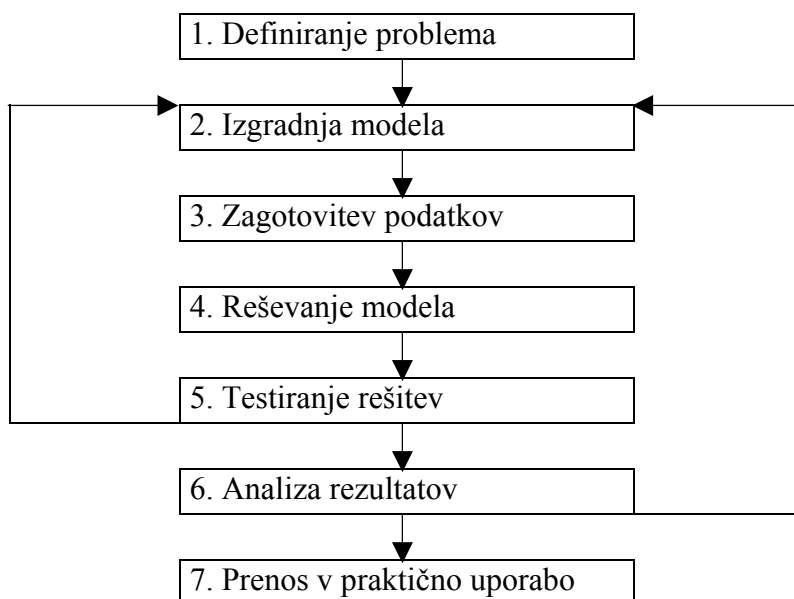 1. Definiranje problema
2. Izgradnja modela
3. Zagotovitev podatkov
4. Reševanje modela
5. Testiranje rešitev
6. Analiza rezultatov
7. Prenos v praktično uporabo